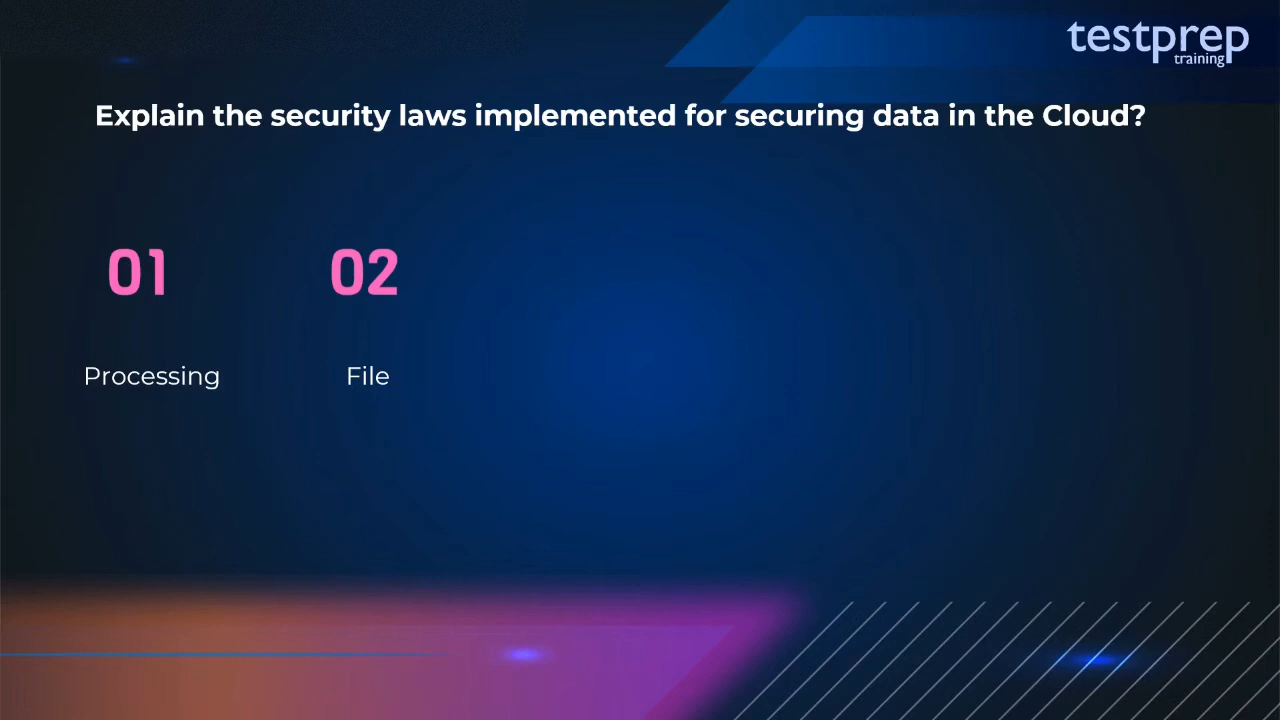 testprep
training
Explain the security laws implemented for securing data in the Cloud?
01 02
Processing File